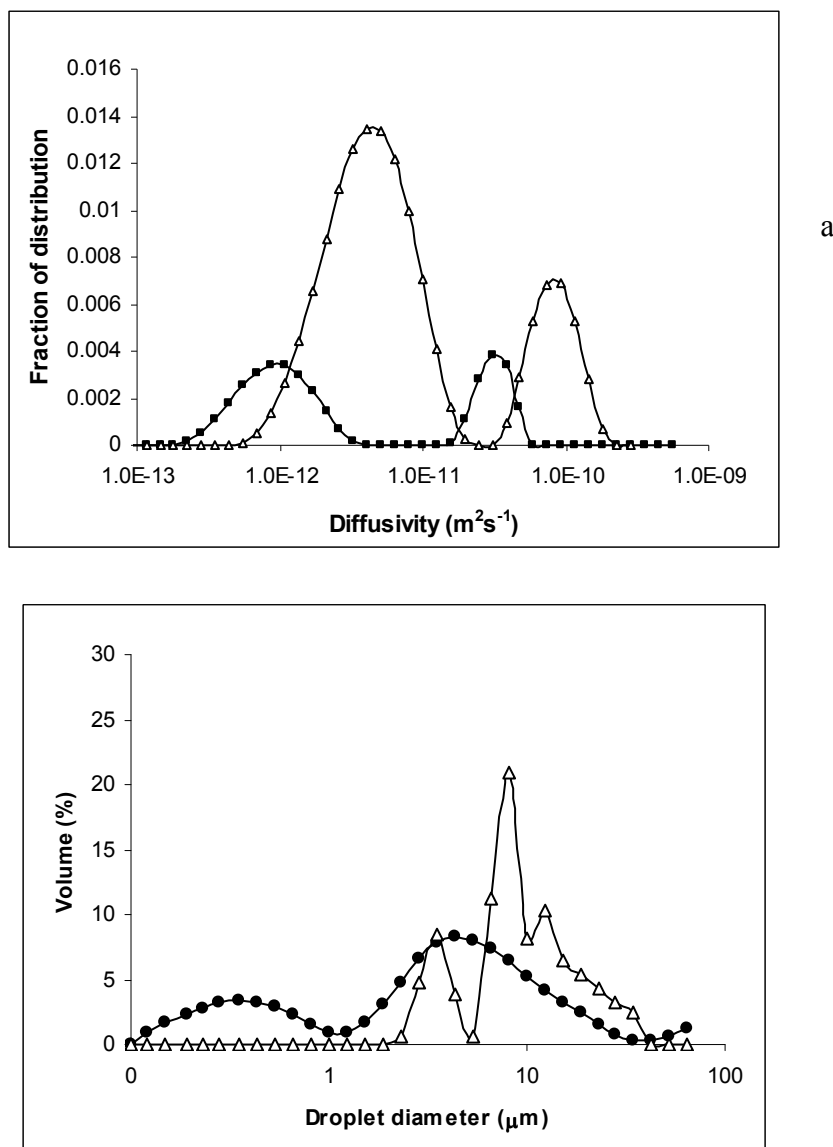 0.016
0.014
0.012
0.01
0.008
0.006
0.004
0.002
0
Fraction of distribution
1.0E-13 1.0E-12 1.0E-11 1.0E-10 1.0E-09
Diffusivity (m²s⁻¹)
a
30
25
20
15
10
5
0
Volume (%)
0 1 10 100
Droplet diameter (μm)